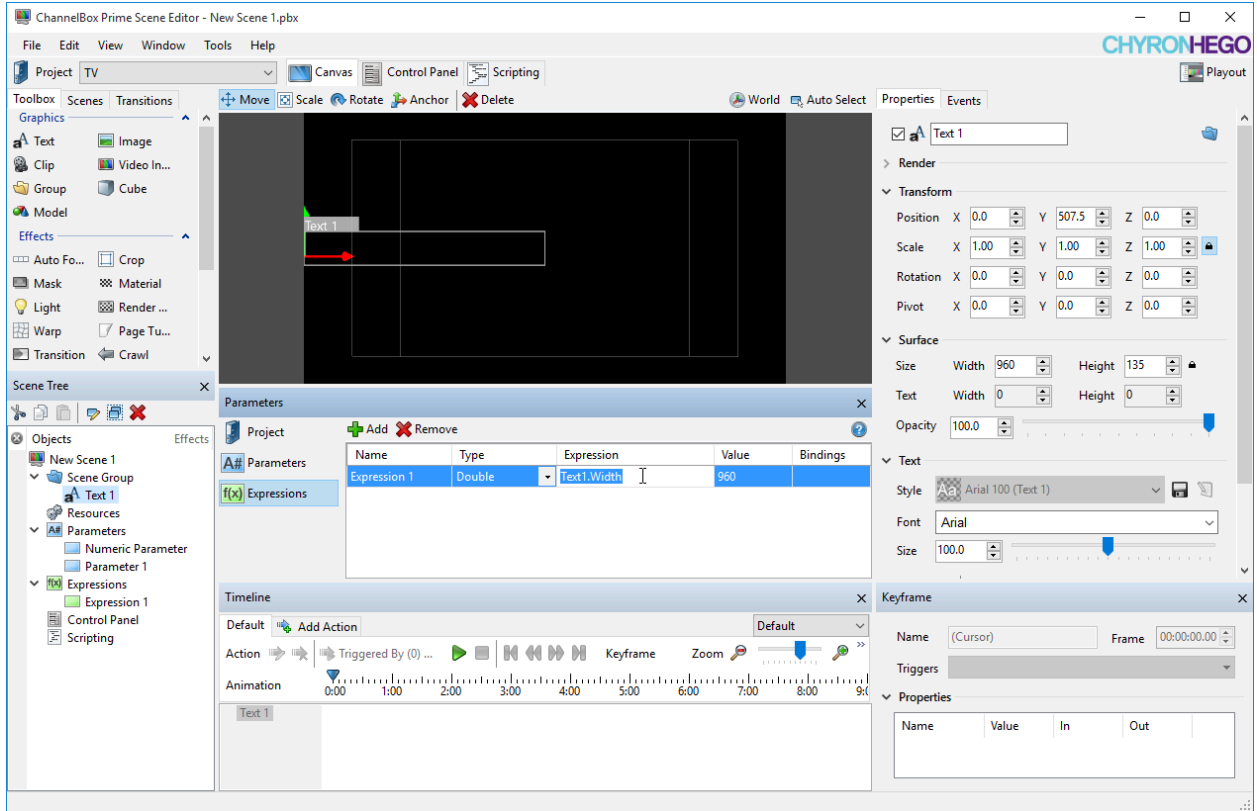 ChannelBox Prime Scene Editor - New Scene 1.pbx
File Edit View Window Tools Help
CHYRONHEGO
Project TV Canvas Control Panel Scripting Playout
Toolbox Scenes Transitions
Move Scale Rotate Anchor Delete World Auto Select
Properties Events
Graphics
Text Image
Clip Video In...
Group Cube
Model
Effects
Auto Fo... Crop
Mask Material
Light Render ...
Warp Page Tu...
Transition Crawl
Text 1
Text 1
Render
Transform
Position X 0.0 Y 507.5 Z 0.0
Scale X 1.00 Y 1.00 Z 1.00
Rotation X 0.0 Y 0.0 Z 0.0
Pivot X 0.0 Y 0.0 Z 0.0
Surface
Size Width 960 Height 135
Text Width 0 Height 0
Opacity 100.0
Text
Style Aa Arial 100 (Text 1)
Font Arial
Size 100.0
Scene Tree
Objects Effects
New Scene 1
Scene Group
Text 1
Resources
A# Parameters
Numeric Parameter
Parameter 1
f(x) Expressions
Expression 1
Control Panel
Scripting
Parameters
Project
A# Parameters
f(x) Expressions
Add Remove
Name Type Expression Value Bindings
Expression 1 Double Text1.Width 960
Timeline
Default Add Action Default
Action Triggered By (0) ... Keyframe Zoom
Animation 0:00 1:00 2:00 3:00 4:00 5:00 6:00 7:00 8:00 9:0
Text 1
Keyframe
Name (Cursor) Frame 00:00:00.00
Triggers
Properties
Name Value In Out